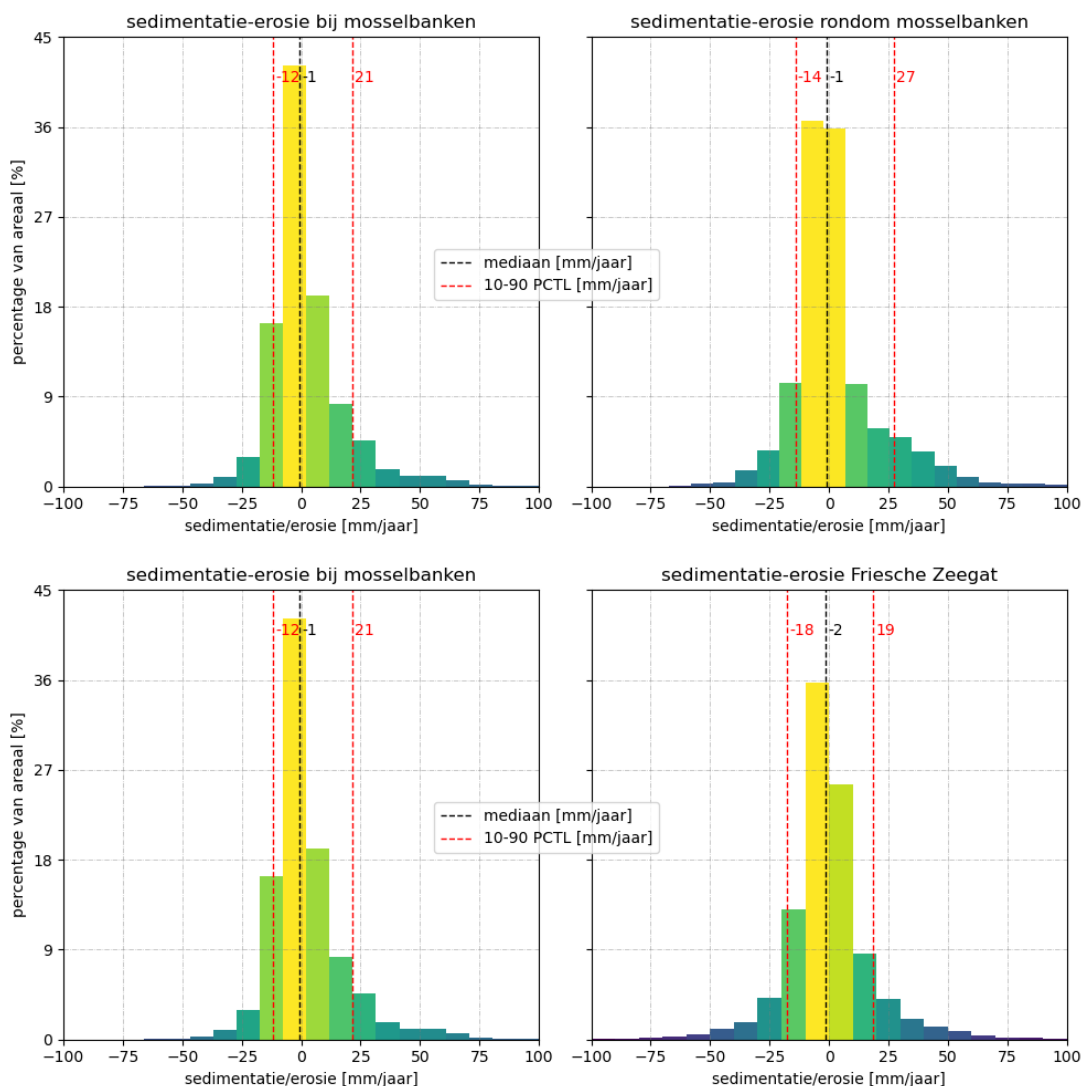 sedimentatie-erosie bij mosselbanken
sedimentatie-erosie rondom mosselbanken
45
36
27
18
9
0
percentage van areaal [%]
-12
-1
21
-14
-1
27
mediaan [mm/jaar]
10-90 PCTL [mm/jaar]
−100 −75 −50 −25 0 25 50 75 100
−100 −75 −50 −25 0 25 50 75 100
sedimentatie/erosie [mm/jaar]
sedimentatie/erosie [mm/jaar]
sedimentatie-erosie bij mosselbanken
sedimentatie-erosie Friesche Zeegat
45
36
27
18
9
0
percentage van areaal [%]
-12
-1
21
-18
-2
19
mediaan [mm/jaar]
10-90 PCTL [mm/jaar]
−100 −75 −50 −25 0 25 50 75 100
−100 −75 −50 −25 0 25 50 75 100
sedimentatie/erosie [mm/jaar]
sedimentatie/erosie [mm/jaar]